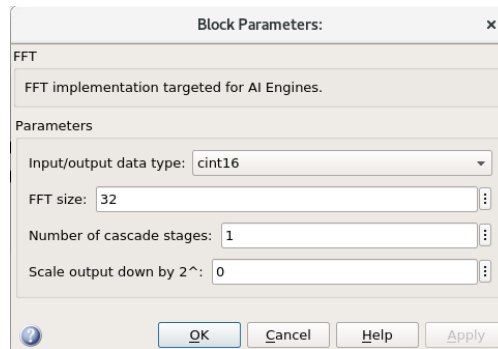 Block Parameters:
FFT
FFT implementation targeted for AI Engines.
Parameters
Input/output data type: cint16
FFT size: 32
Number of cascade stages: 1
Scale output down by 2^: 0
OK Cancel Help Apply